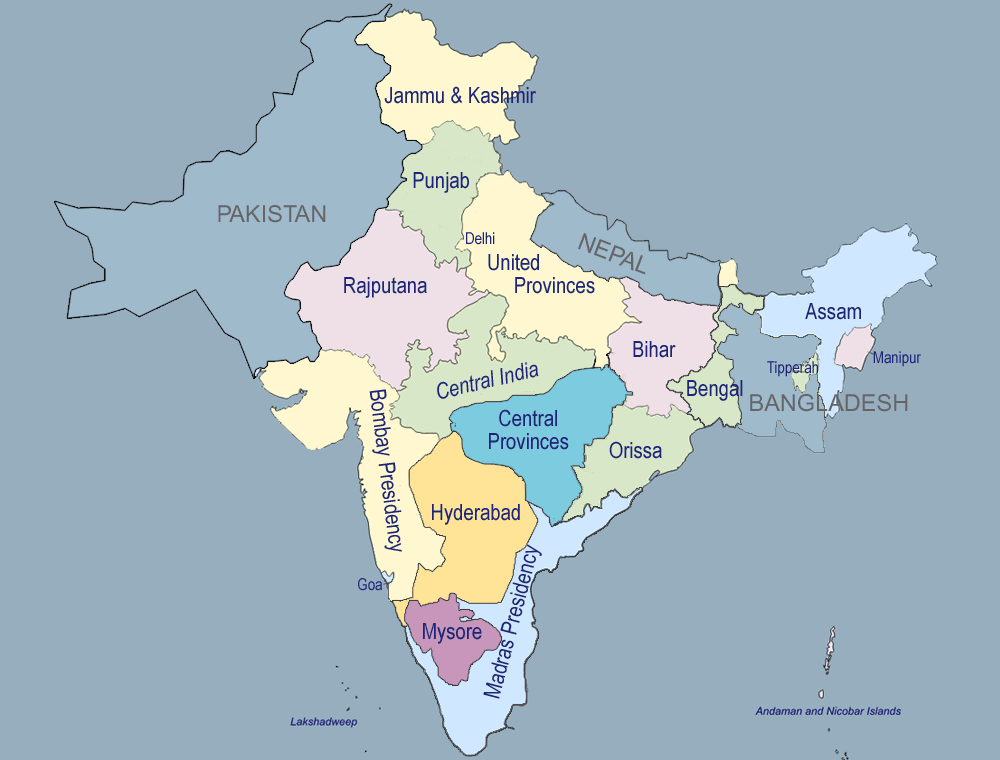 Jammu & Kashmir
Punjab
PAKISTAN
Delhi
NEPAL
United
Provinces
Rajputana
Assam
Bihar
Manipur
Tipperah
Central India
Bengal
BANGLADESH
Bombay Presidency
Central
Provinces
Orissa
Hyderabad
Goa
Madras Presidency
Mysore
Andaman and Nicobar Islands
Lakshadweep